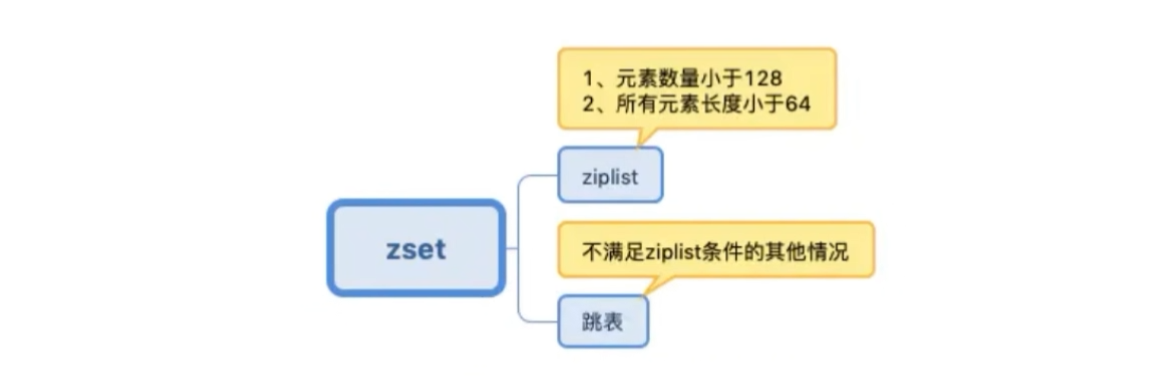 1、元素数量小于128
2、所有元素长度小于64
ziplist
zset
不满足ziplist条件的其他情况
跳表